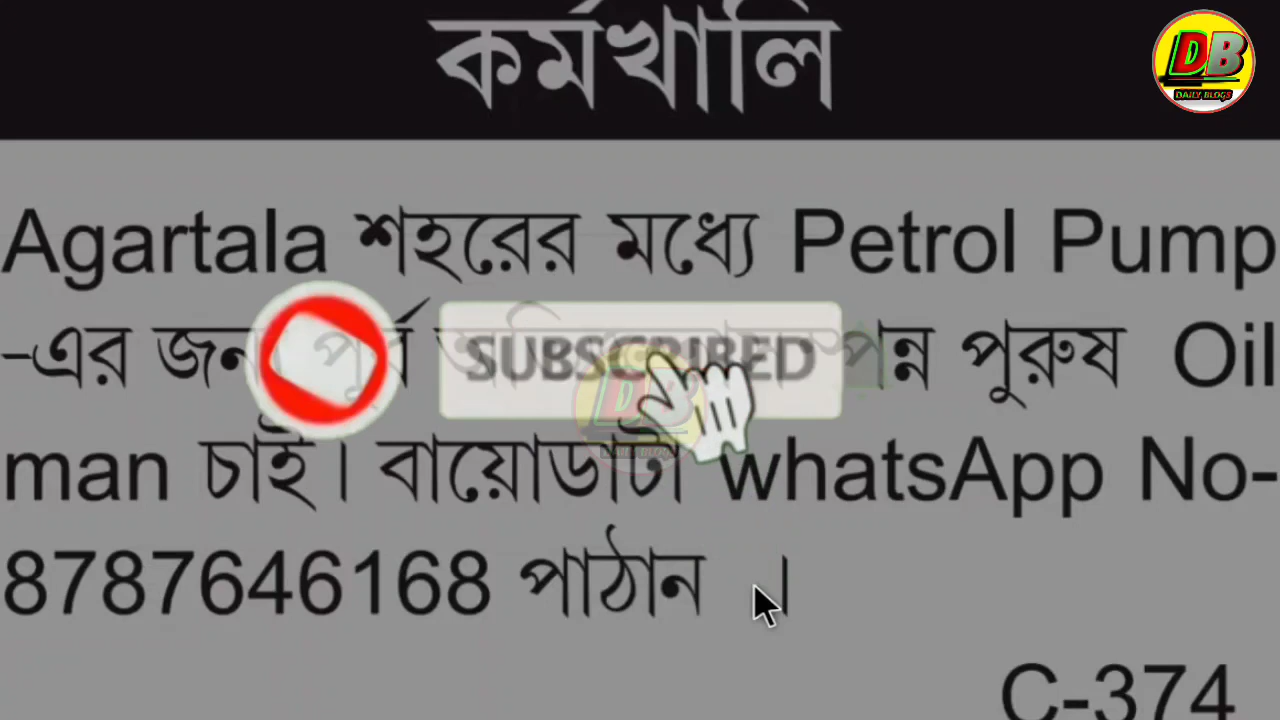 কর্মখালি
DB
DAILY BLOGS
Agartala শহরের মধ্যে Petrol Pump
-এর জন্য পূর্ব পুরুষ Oil
SUBSCRIBED
man চাই। বায়োডাটা whatsApp No-
8787646168 পাঠান ।
C-374